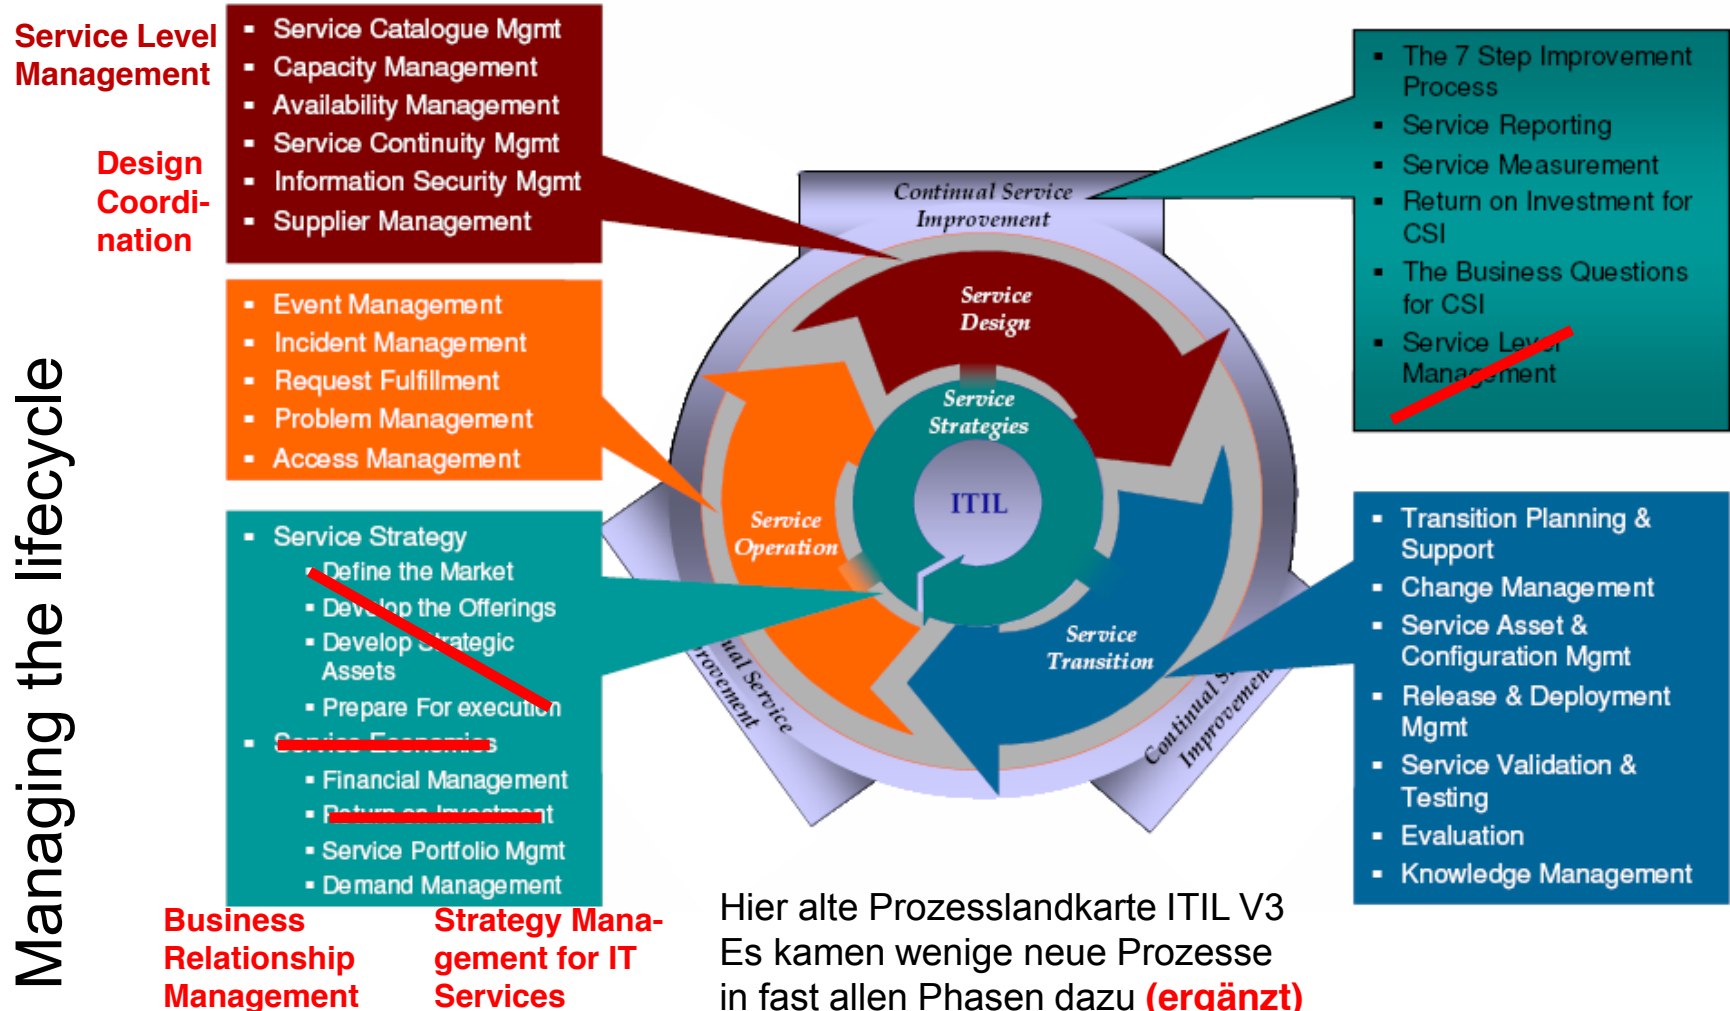 Managing the lifecycle
Service Level
Management
Design
Coordi-
nation
Service Catalogue Mgmt
Capacity Management
Availability Management
Service Continuity Mgmt
Information Security Mgmt
Supplier Management
Event Management
Incident Management
Request Fulfillment
Problem Management
Access Management
Service Strategy
Define the Market
Develop the Offerings
Develop Strategic
Assets
Prepare For execution
Service Economics
Financial Management
Return on Investment
Service Portfolio Mgmt
Demand Management
Business
Relationship
Management
Strategy Mana-
gement for IT
Services
Continual Service
Improvement
Service
Design
Service
Strategies
ITIL
Service
Operation
Service
Transition
nual Service
provement
Continual S
Improvement
The 7 Step Improvement
Process
Service Reporting
Service Measurement
Return on Investment for
CSI
The Business Questions
for CSI
Service Level
Management
Transition Planning &
Support
Change Management
Service Asset &
Configuration Mgmt
Release & Deployment
Mgmt
Service Validation &
Testing
Evaluation
Knowledge Management
Hier alte Prozesslandkarte ITIL V3
Es kamen wenige neue Prozesse
in fast allen Phasen dazu (ergänzt)